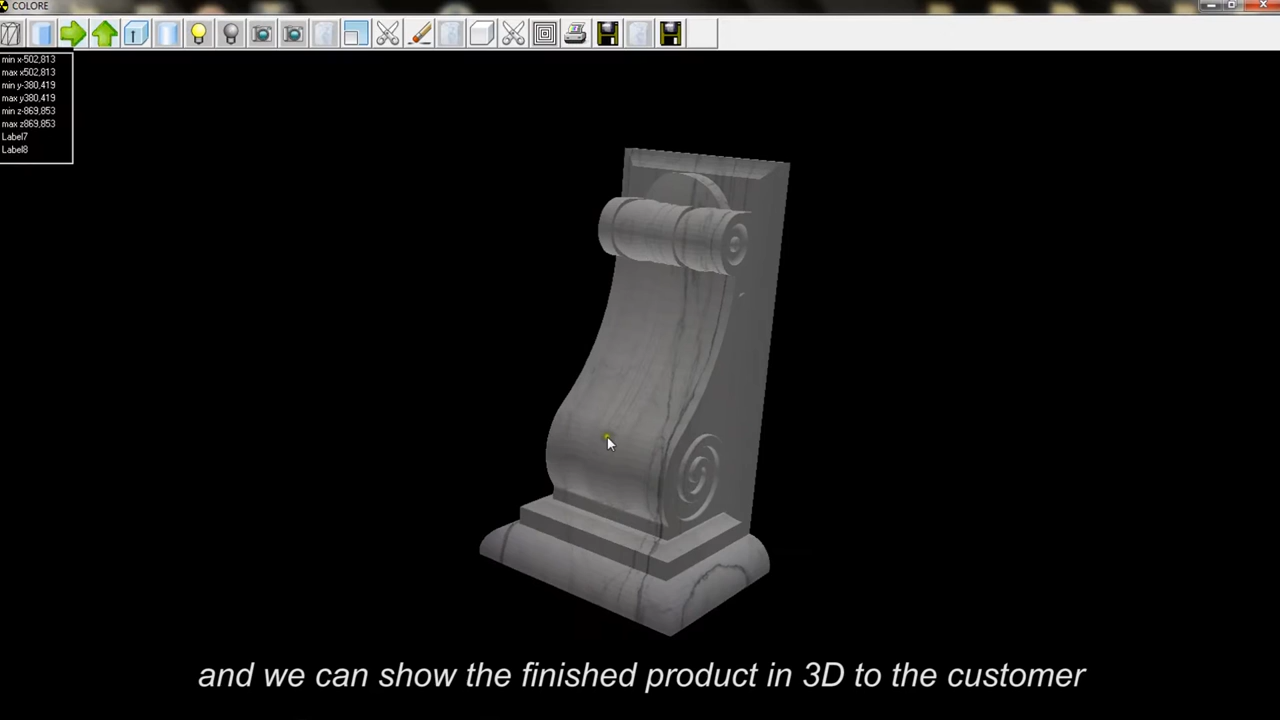 COLORE
min x-502,813
max x502,813
min y-380,419
max y380,419
min z-869,853
max z869,853
Label7
Label8
and we can show the finished product in 3D to the customer